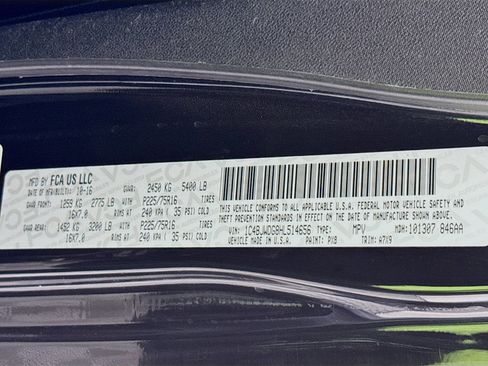 MFD BY FCA US LLC
DATE OF MFR(BUILT): 10-16 GVWR: 2450 KG 5400 LB
GAWR FRONT: 1259 KG 2775 LB WITH P225/75R16 TIRES
16X7.0 RIMS AT 240 KPA ( 35 PSI) COLD
GAWR REAR: 1452 KG 3200 LB WITH P225/75R16 TIRES
16X7.0 RIMS AT 240 KPA ( 35 PSI) COLD
THIS VEHICLE CONFORMS TO ALL APPLICABLE U.S.A. FEDERAL MOTOR VEHICLE SAFETY AND
THEFT PREVENTION STANDARDS IN EFFECT ON THE DATE OF MANUFACTURE SHOWN ABOVE.
VIN: 1C4BJWDG8HL514656 TYPE: MPV MDH: 101307 846AA
VEHICLE MADE IN U.S.A. PAINT: PX8 TRIM: A7X9